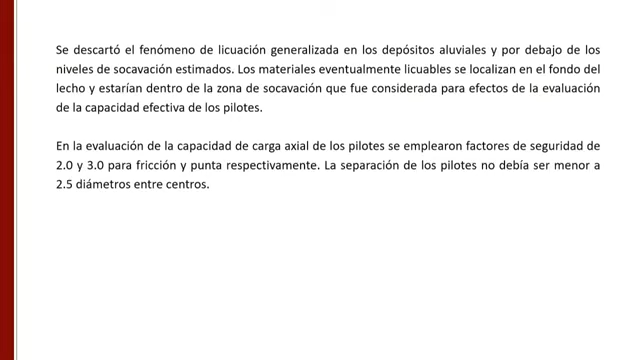 Se descartó el fenómeno de licuación generalizada en los depósitos aluviales y por debajo de los
niveles de socavación estimados. Los materiales eventualmente licuables se localizan en el fondo del
lecho y estarían dentro de la zona de socavación que fue considerada para efectos de la evaluación
de la capacidad efectiva de los pilotes.
En la evaluación de la capacidad de carga axial de los pilotes se emplearon factores de seguridad de
2.0 y 3.0 para fricción y punta respectivamente. La separación de los pilotes no debía ser menor a
2.5 diámetros entre centros.